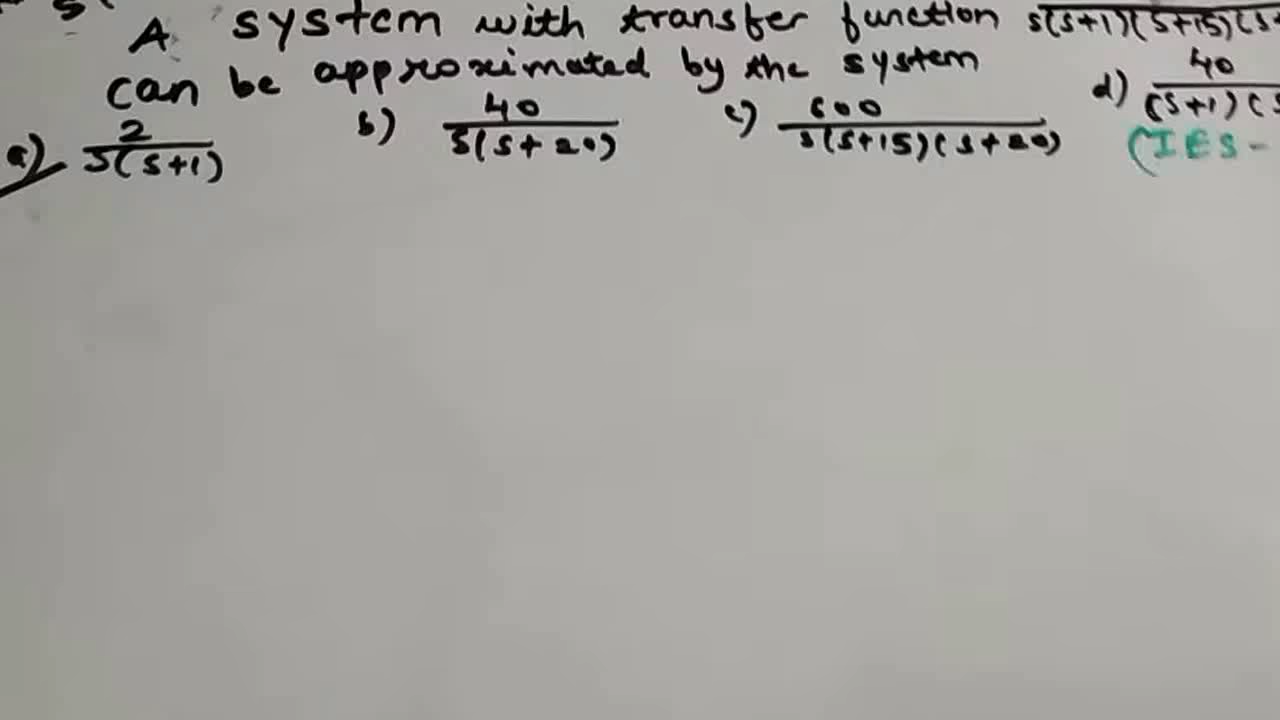 A system with transfer function s(s+1)(s+15)(s+
can be approximated by the system
a) 2/s(s+1) b) 40/s(s+20) c) 600/s(s+15)(s+20) d) 40/(s+1)(s
(IES-